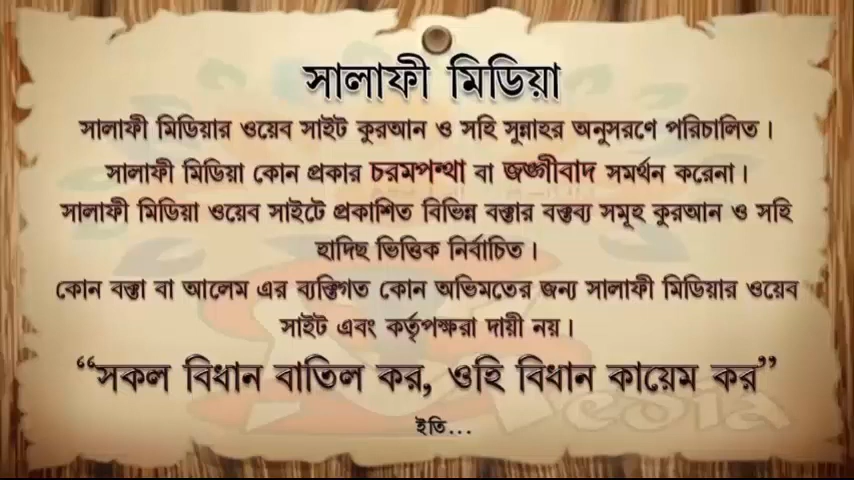 সালাফী মিডিয়া
সালাফী মিডিয়ার ওয়েব সাইট কুরআন ও সহি সুন্নাহর অনুসরণে পরিচালিত।
সালাফী মিডিয়া কোন প্রকার চরমপন্থা বা জঙ্গীবাদ সমর্থন করেনা।
সালাফী মিডিয়া ওয়েব সাইটে প্রকাশিত বিভিন্ন বক্তার বক্তব্য সমূহ কুরআন ও সহি
হাদিছ ভিত্তিক নির্বাচিত।
কোন বক্তা বা আলেম এর ব্যক্তিগত কোন অভিমতের জন্য সালাফী মিডিয়ার ওয়েব
সাইট এবং কর্তৃপক্ষরা দায়ী নয়।
“সকল বিধান বাতিল কর, ওহি বিধান কায়েম কর”
ইতি...